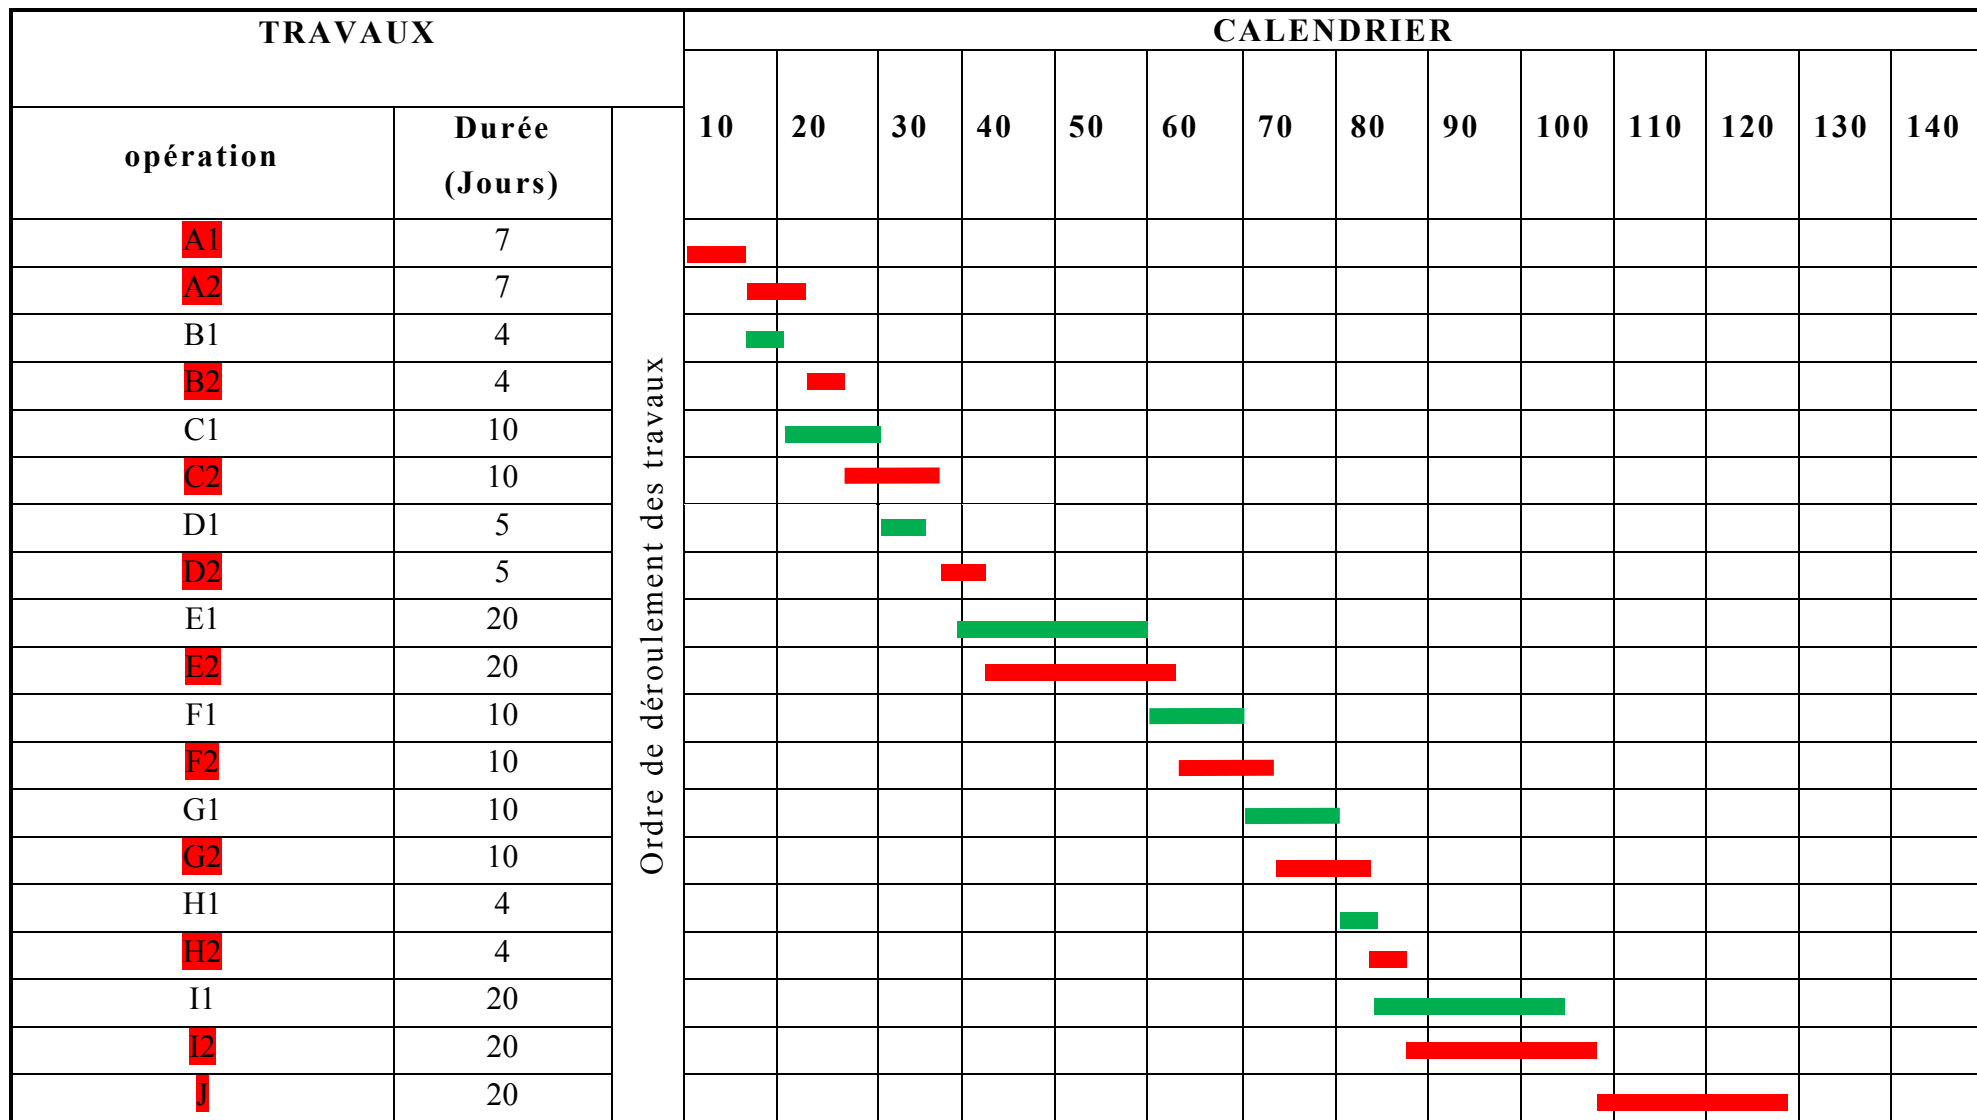 TRAVAUX CALENDRIER
opération Durée (Jours) Ordre de déroulement des travaux 10 20 30 40 50 60 70 80 90 100 110 120 130 140
A1 7
A2 7
B1 4
B2 4
C1 10
C2 10
D1 5
D2 5
E1 20
E2 20
F1 10
F2 10
G1 10
G2 10
H1 4
H2 4
I1 20
I2 20
J 20